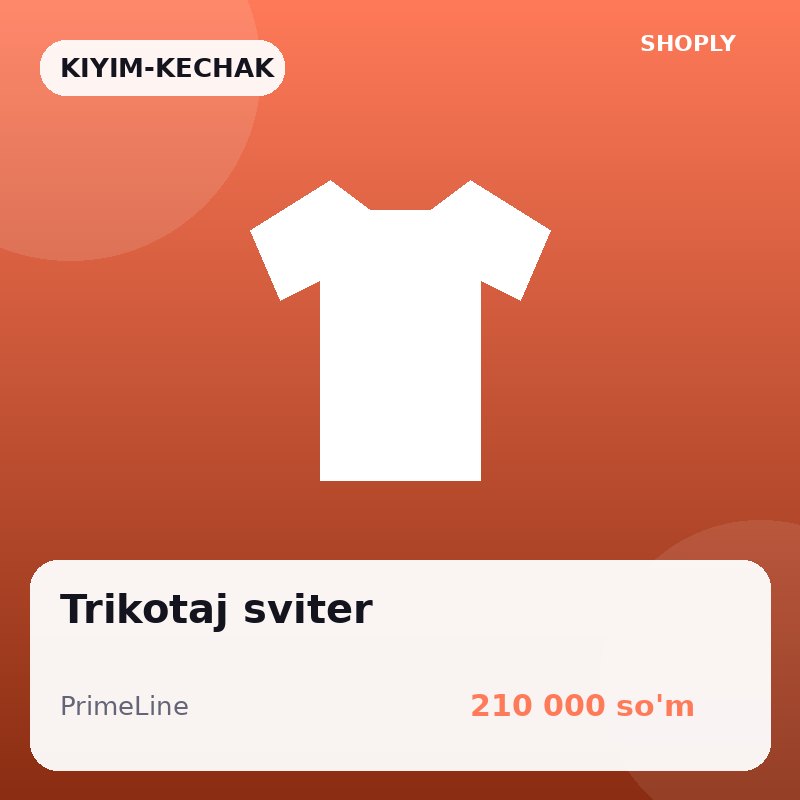 KIYIM-KECHAK
SHOPLY
Trikotaj sviter
PrimeLine
210 000 so'm